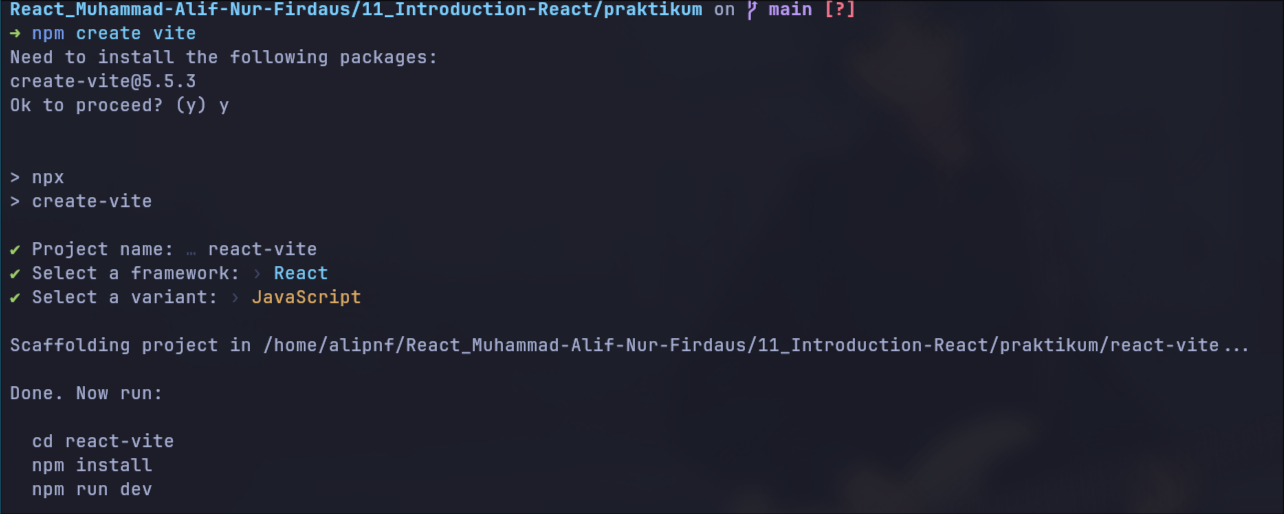 React_Muhammad-Alif-Nur-Firdaus/11_Introduction-React/praktikum on  main [?]
→ npm create vite
Need to install the following packages:
create-vite@5.5.3
Ok to proceed? (y) y
> npx
> create-vite
✔ Project name: … react-vite
✔ Select a framework: › React
✔ Select a variant: › JavaScript
Scaffolding project in /home/alipnf/React_Muhammad-Alif-Nur-Firdaus/11_Introduction-React/praktikum/react-vite...
Done. Now run:
cd react-vite
npm install
npm run dev